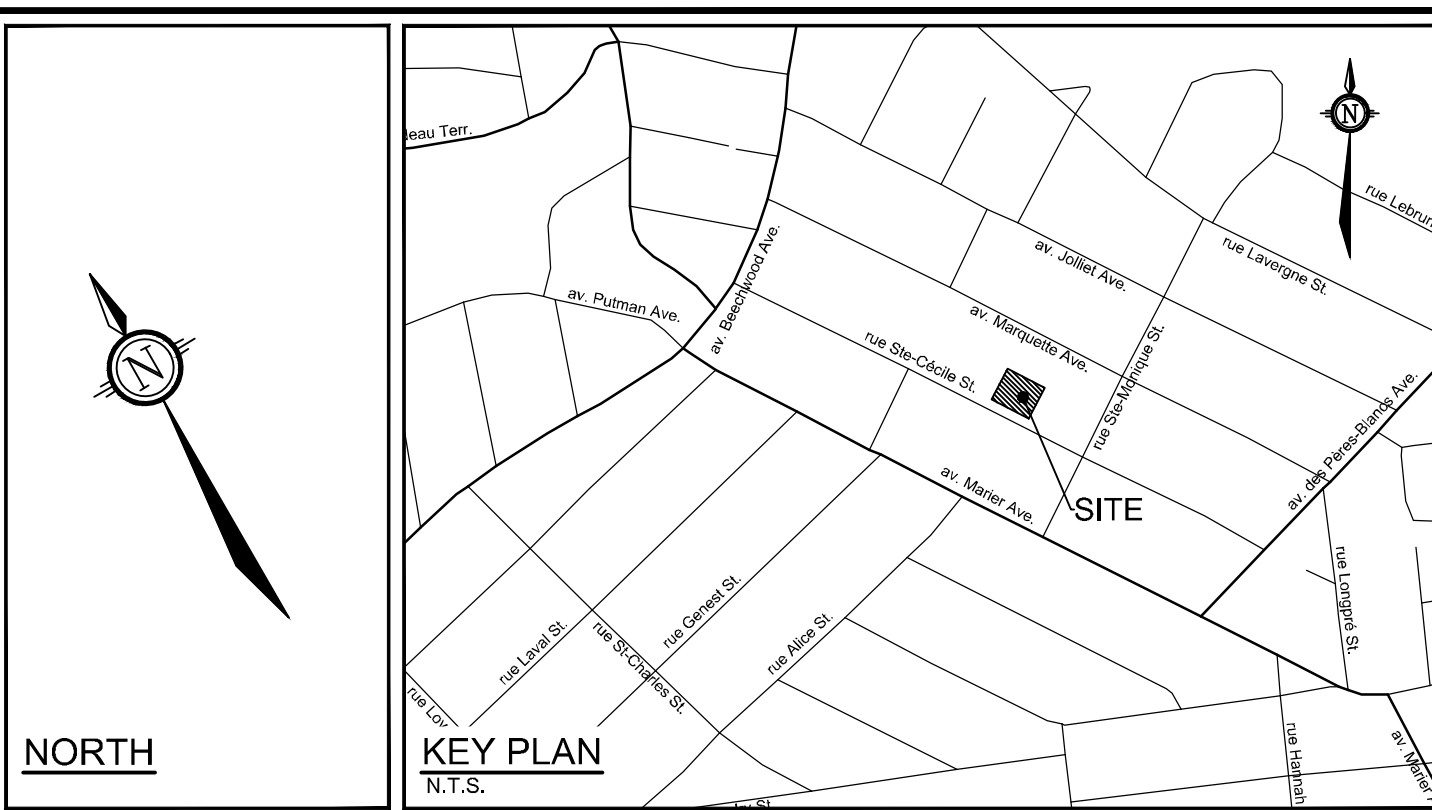 N
NORTH
N
rue Lebrun
rue Lavergne St.
av. Jolliet Ave.
av. Marquette Ave.
av. Beechwood Ave.
av. Putman Ave.
rue Ste-Cécile St.
rue Ste-Monique St.
av. des Pères-Blancs Ave.
av. Marier Ave.
SITE
rue Longpré St.
rue Genest St.
rue Laval St.
rue St-Charles St.
rue Alice St.
rue Hannah
av. Marier
eau Terr.
St.
KEY PLAN
N.T.S.